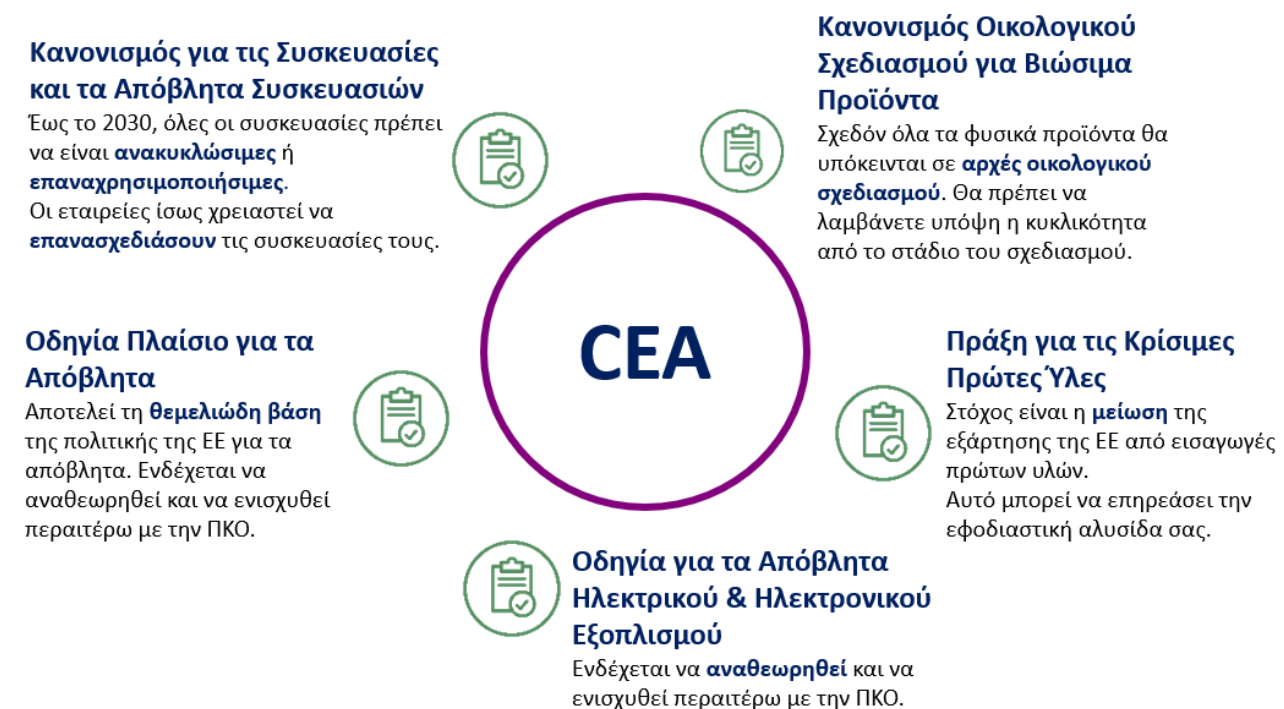 Κανονισμός για τις Συσκευασίες
και τα Απόβλητα Συσκευασιών
Έως το 2030, όλες οι συσκευασίες πρέπει
να είναι ανακυκλώσιμες ή
επαναχρησιμοποιήσιμες.
Οι εταιρείες ίσως χρειαστεί να
επανασχεδιάσουν τις συσκευασίες τους.
Κανονισμός Οικολογικού
Σχεδιασμού για Βιώσιμα
Προϊόντα
Σχεδόν όλα τα φυσικά προϊόντα θα
υπόκεινται σε αρχές οικολογικού
σχεδιασμού. Θα πρέπει να
λαμβάνετε υπόψη η κυκλικότητα
από το στάδιο του σχεδιασμού.
CEA
Οδηγία Πλαίσιο για τα
Απόβλητα
Αποτελεί τη θεμελιώδη βάση
της πολιτικής της ΕΕ για τα
απόβλητα. Ενδέχεται να
αναθεωρηθεί και να ενισχυθεί
περαιτέρω με την ΠΚΟ.
Πράξη για τις Κρίσιμες
Πρώτες Ύλες
Στόχος είναι η μείωση της
εξάρτησης της ΕΕ από εισαγωγές
πρώτων υλών.
Αυτό μπορεί να επηρεάσει την
εφοδιαστική αλυσίδα σας.
Οδηγία για τα Απόβλητα
Ηλεκτρικού & Ηλεκτρονικού
Εξοπλισμού
Ενδέχεται να αναθεωρηθεί και να
ενισχυθεί περαιτέρω με την ΠΚΟ.